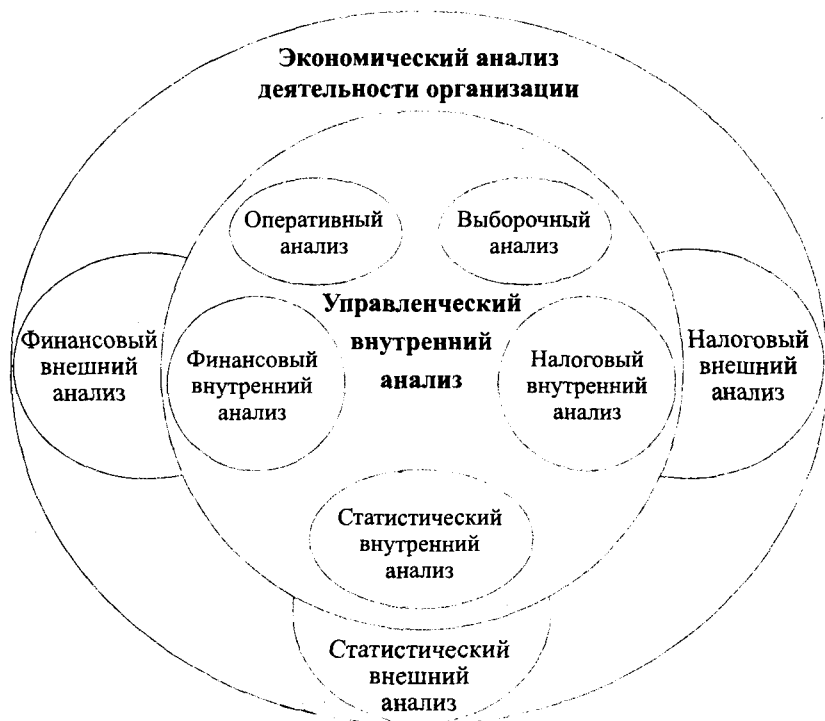 Экономический анализ
деятельности организации
Оперативный
анализ
Выборочный
анализ
Управленческий
внутренний
анализ
Финансовый
внешний
анализ
Финансовый
внутренний
анализ
Налоговый
внутренний
анализ
Налоговый
внешний
анализ
Статистический
внутренний
анализ
Статистический
внешний
анализ